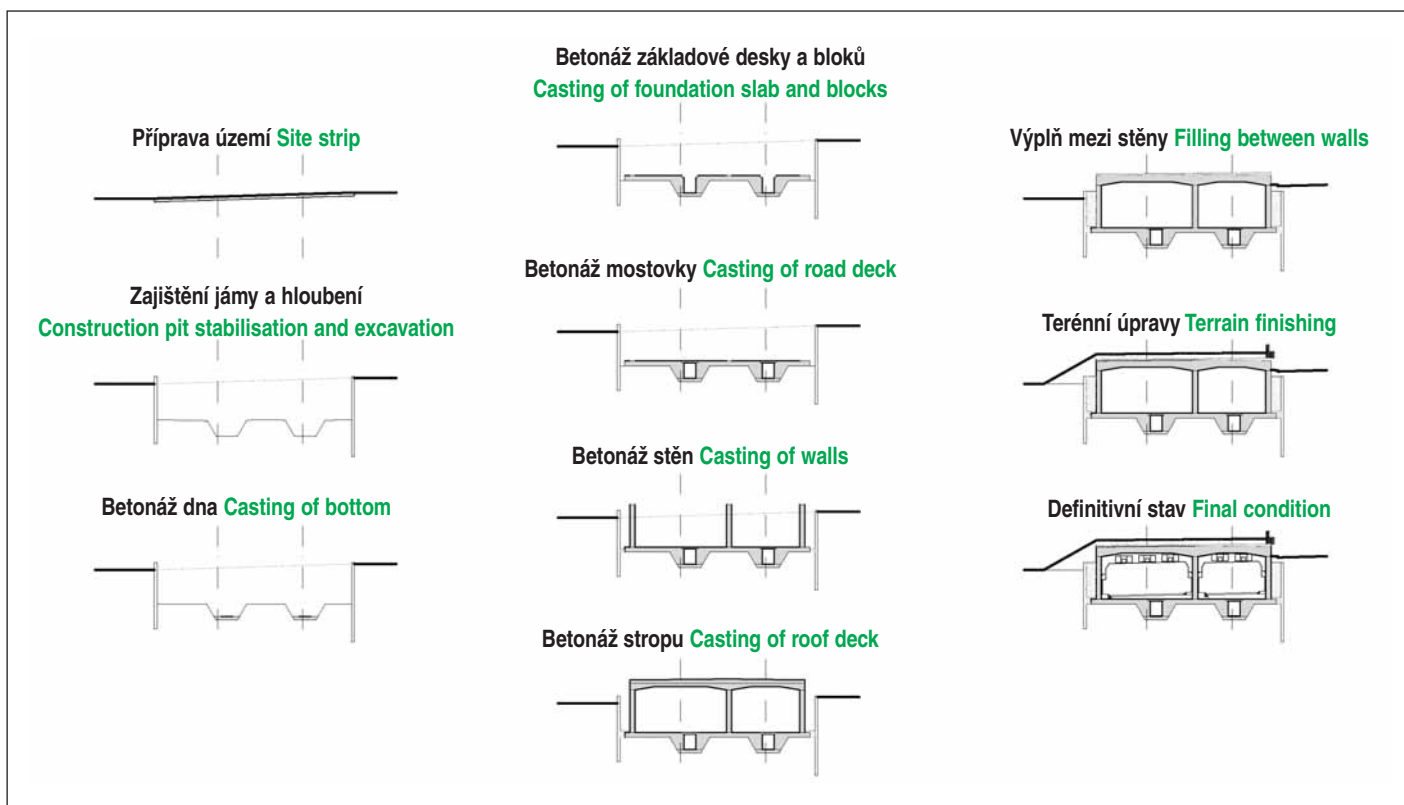 Příprava území Site strip
Zajištění jámy a hloubení
Construction pit stabilisation and excavation
Betonáž dna Casting of bottom
Betonáž základové desky a bloků
Casting of foundation slab and blocks
Betonáž mostovky Casting of road deck
Betonáž stěn Casting of walls
Betonáž stropu Casting of roof deck
Výplň mezi stěny Filling between walls
Terénní úpravy Terrain finishing
Definitivní stav Final condition